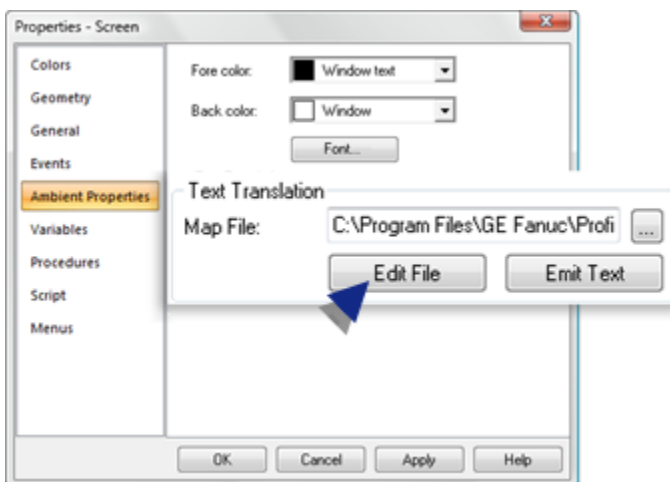 Properties - Screen
Colors
Geometry
General
Events
Ambient Properties
Variables
Procedures
Script
Menus
Fore color: Window text
Back color: Window
Font...
Text Translation
Map File: C:\Program Files\GE Fanuc\Profi ...
Edit File Emit Text
OK Cancel Apply Help